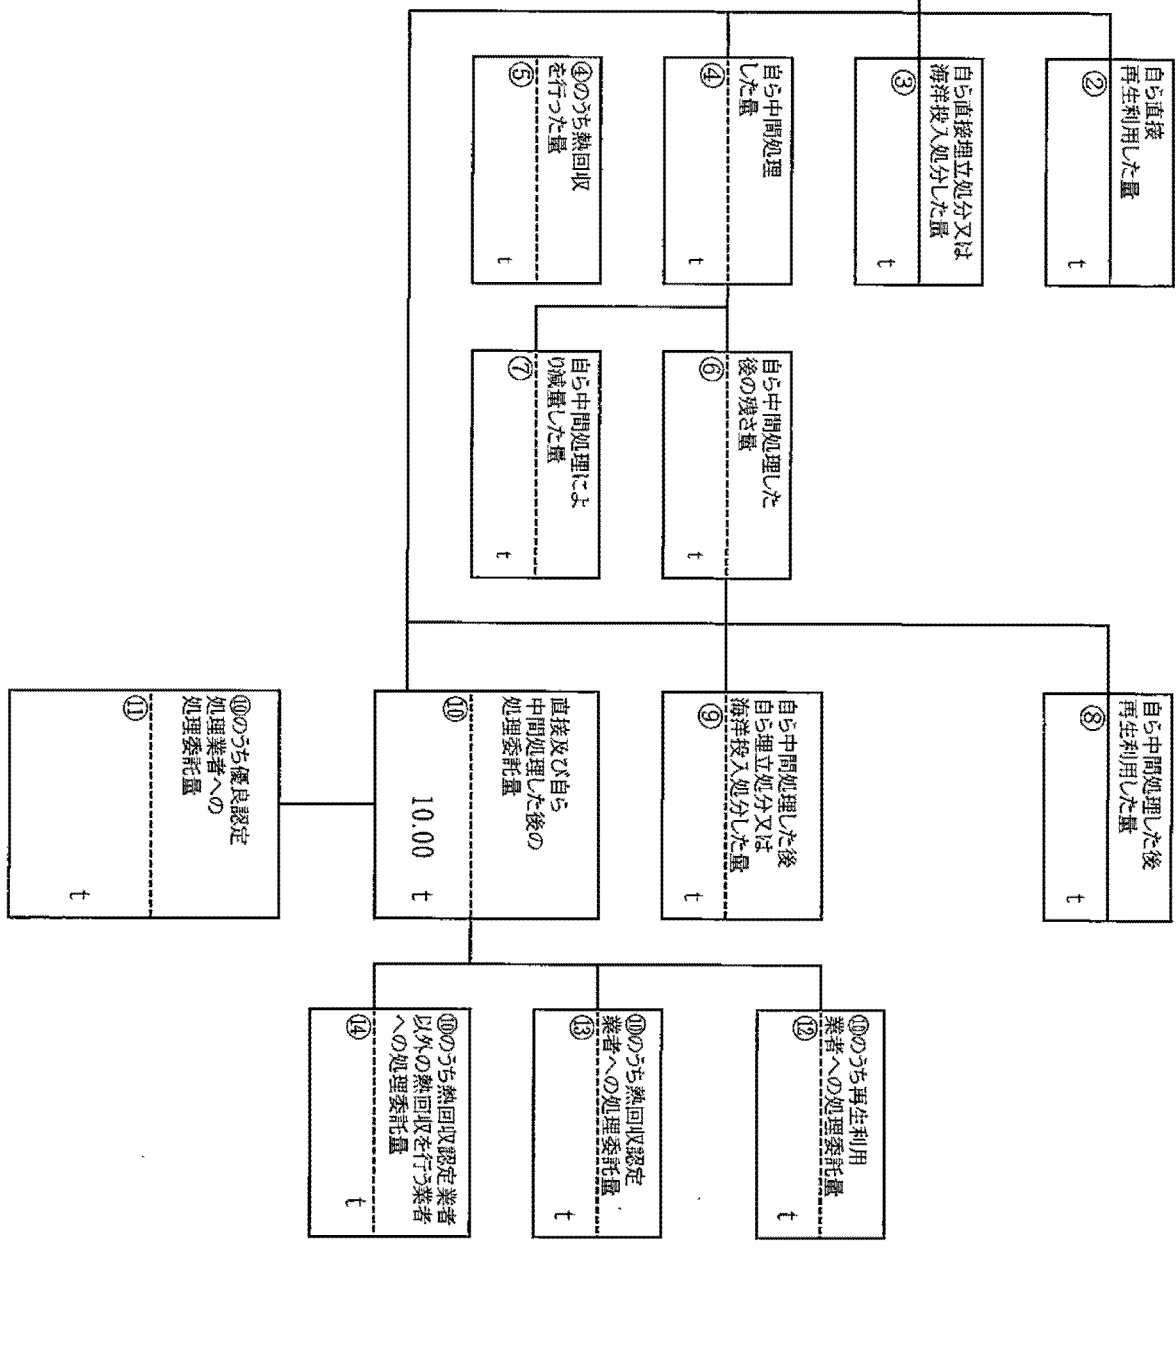 自ら直接
再生利用した量
②
t
自ら直接埋立処分又は
海洋投入処分した量
③
t
自ら中間処理
した量
④
t
④のうち熱回収
を行った量
⑤
t
自ら中間処理した
後の残さ量
⑥
t
自ら中間処理によ
り減量した量
⑦
t
自ら中間処理した後
再生利用した量
⑧
t
自ら中間処理した後
自ら埋立処分又は
海洋投入処分した量
⑨
t
直接及び自ら
中間処理した後の
処理委託量
⑩
10.00 t
⑩のうち優良認定
処理業者への
処理委託量
⑪
t
⑩のうち再生利用
業者への処理委託量
⑫
t
⑩のうち熱回収認定
業者への処理委託量
⑬
t
⑩のうち熱回収認定業者
以外の熱回収を行う業者
への処理委託量
⑭
t